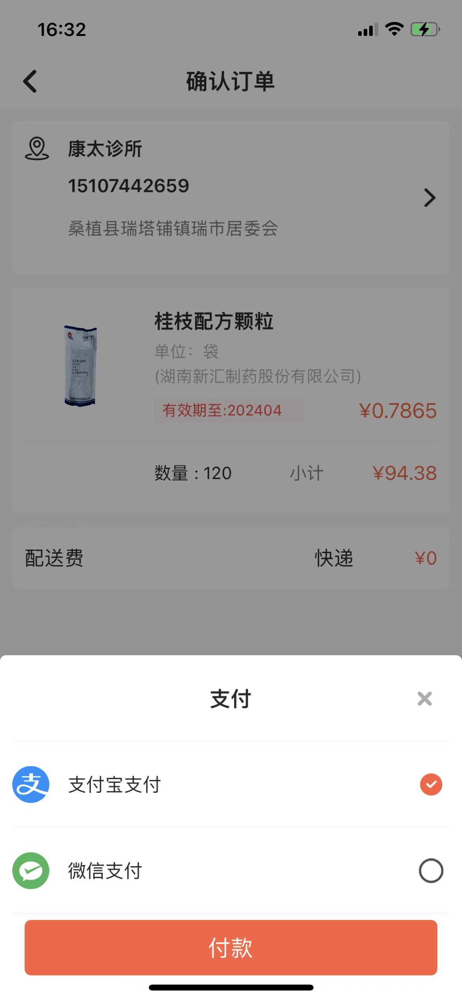 16:32
确认订单
康太诊所
15107442659
桑植县瑞塔铺镇瑞市居委会
桂枝配方颗粒
单位：袋
(湖南新汇制药股份有限公司)
有效期至:202404
¥0.7865
数量 : 120
小计
¥94.38
配送费
快递
¥0
支付
支付宝支付
微信支付
付款